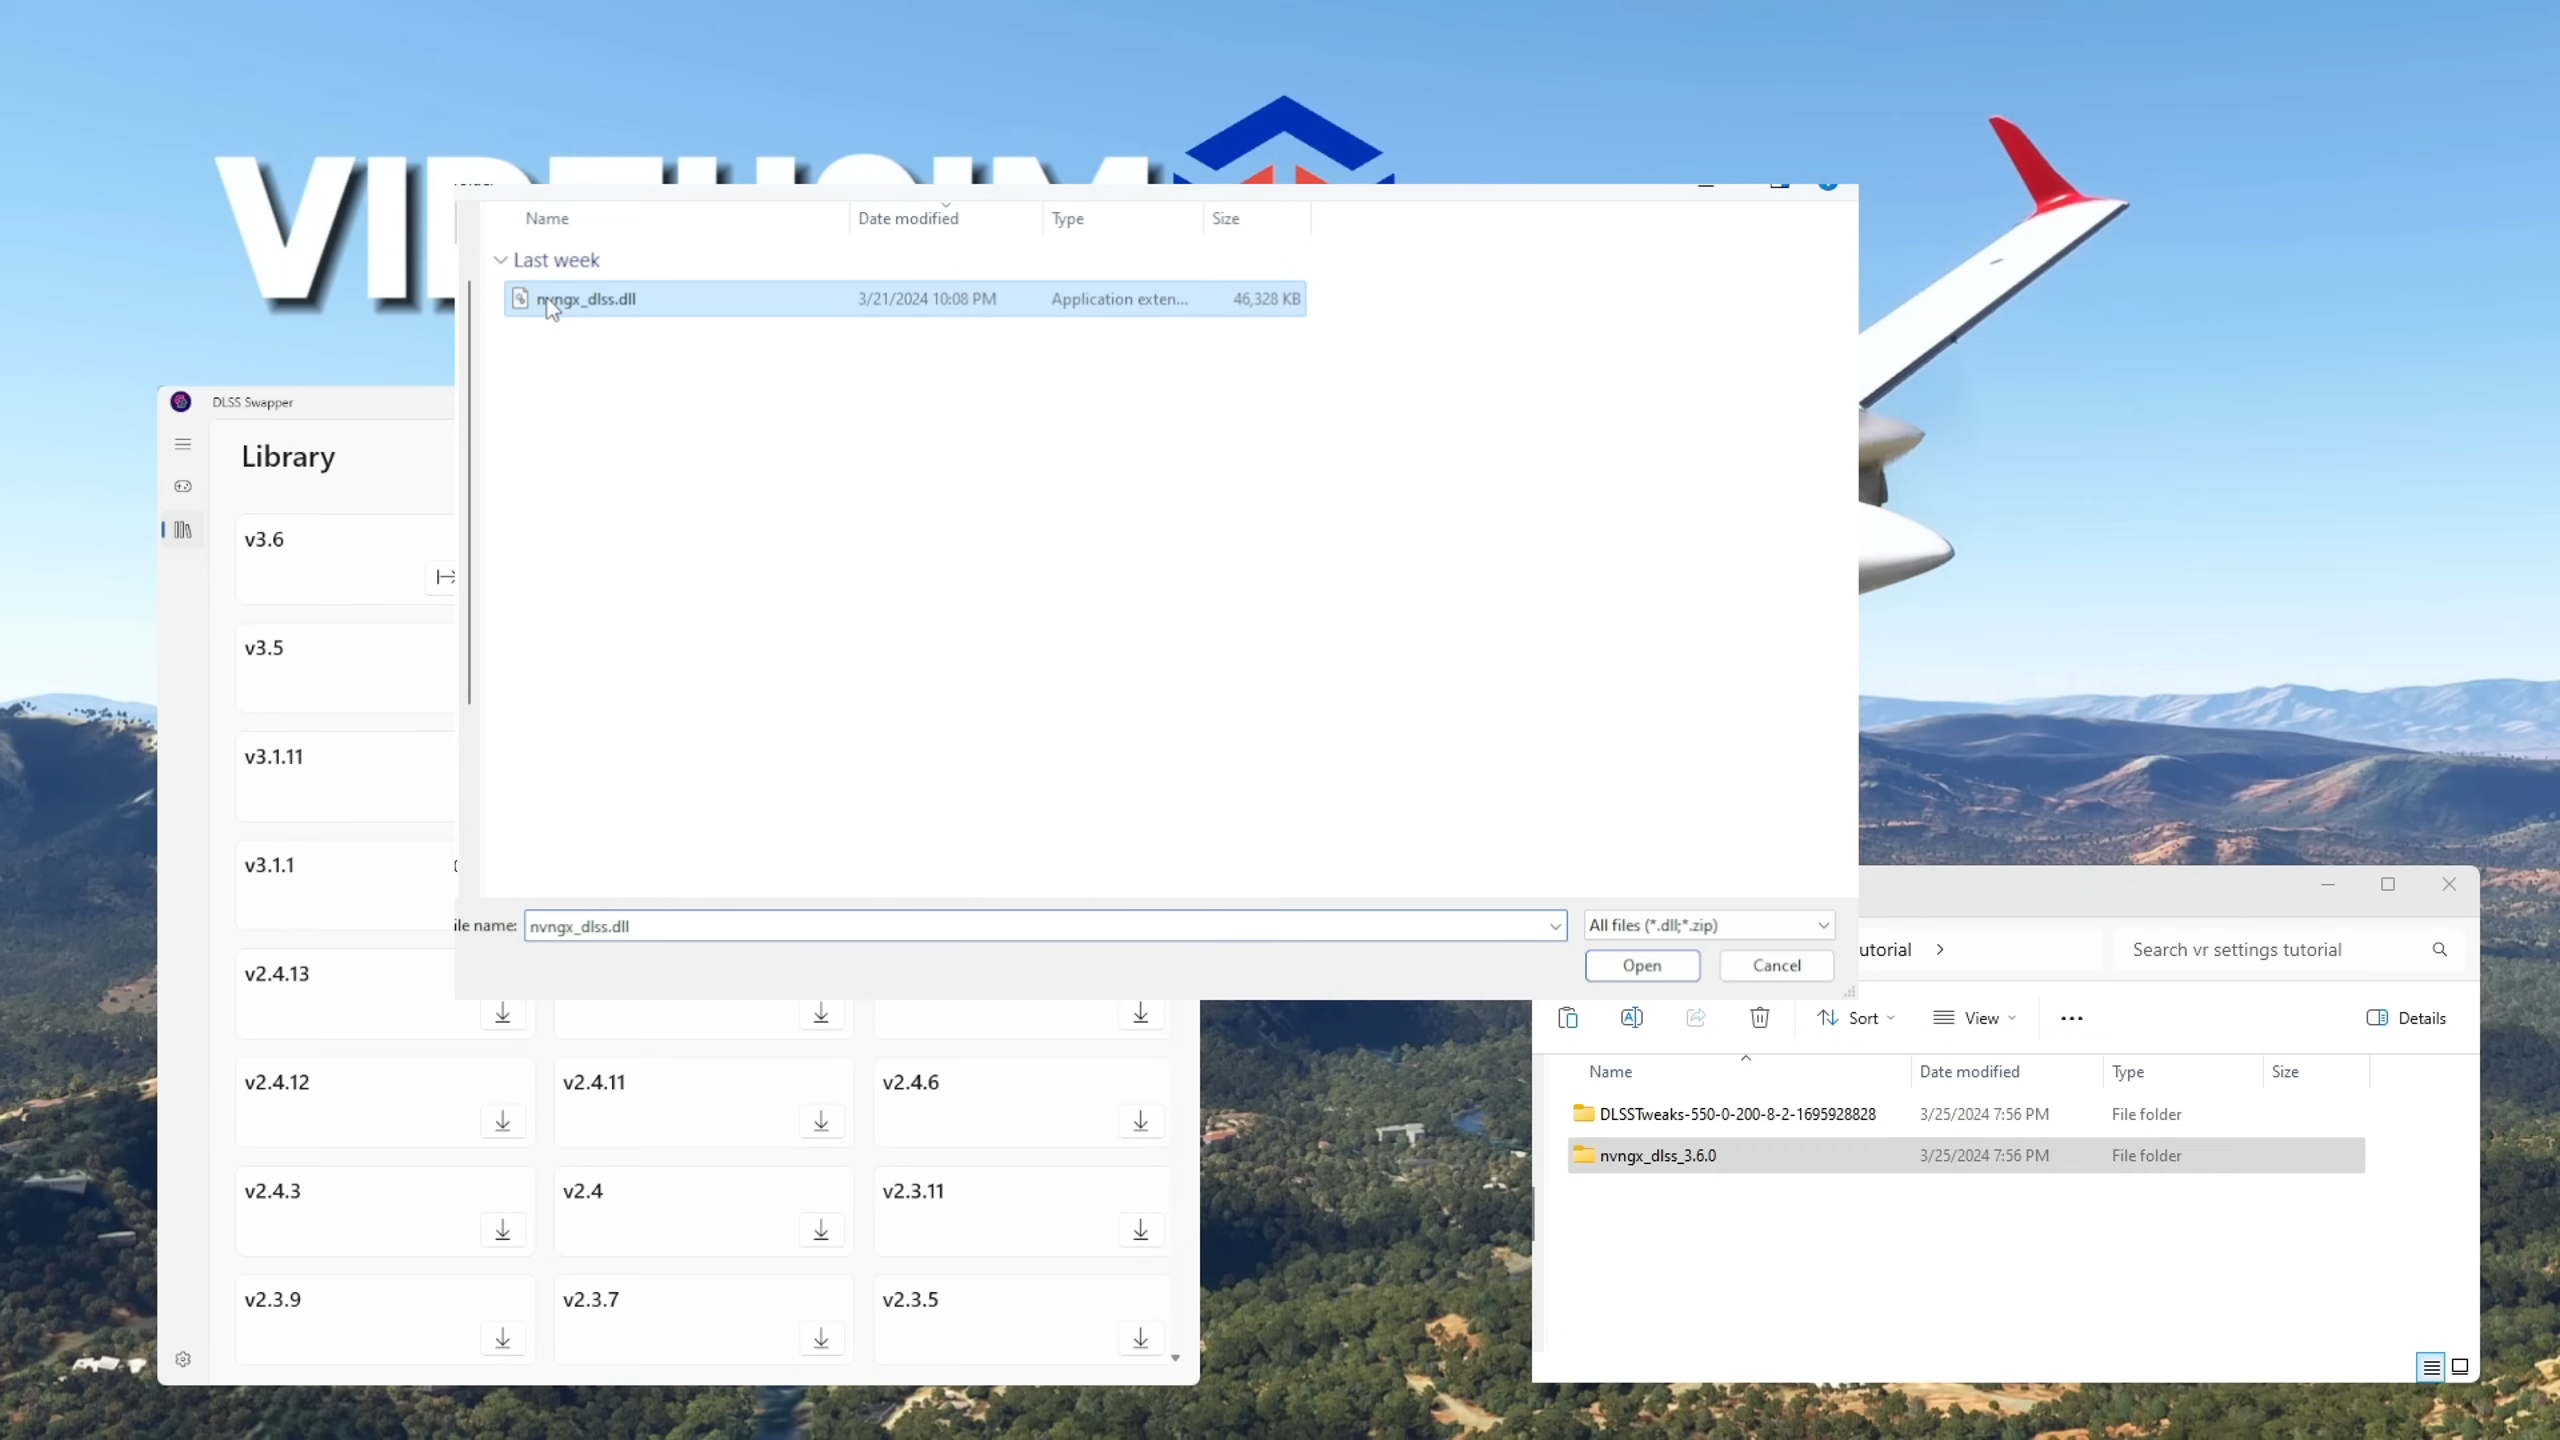 Name Date modified Type Size
Last week
nvngx_dlss.dll 3/21/2024 10:08 PM Application exten... 46,328 KB
ile name: nvngx_dlss.dll All files (*.dll;*.zip)
Open Cancel
DLSS Swapper
Library
v3.6
v3.5
v3.1.11
v3.1.1
v2.4.13
v2.4.12 v2.4.11 v2.4.6
v2.4.3 v2.4 v2.3.11
v2.3.9 v2.3.7 v2.3.5
utorial Search vr settings tutorial
Sort View Details
Name Date modified Type Size
DLSSTweaks-550-0-200-8-2-1695928828 3/25/2024 7:56 PM File folder
nvngx_dlss_3.6.0 3/25/2024 7:56 PM File folder